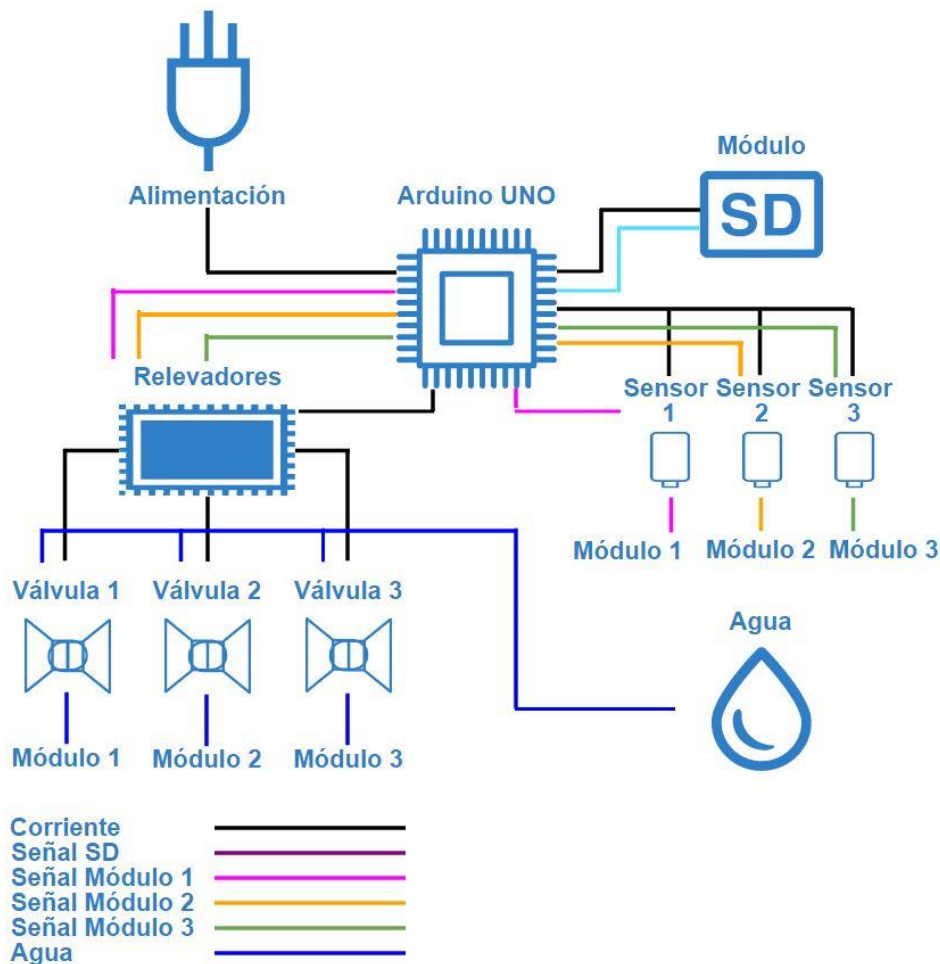 Alimentación
Arduino UNO
Módulo
SD
Relevadores
Sensor 1
Sensor 2
Sensor 3
Módulo 1
Módulo 2
Módulo 3
Válvula 1
Válvula 2
Válvula 3
Agua
Módulo 1
Módulo 2
Módulo 3
Corriente
Señal SD
Señal Módulo 1
Señal Módulo 2
Señal Módulo 3
Agua